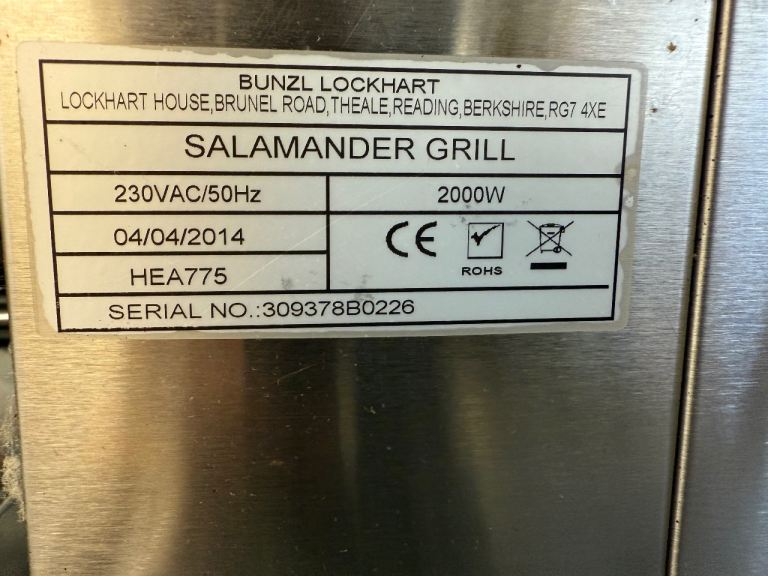 BUNZL LOCKHART
LOCKHART HOUSE,BRUNEL ROAD,THEALE,READING,BERKSHIRE,RG7 4XE
SALAMANDER GRILL
230VAC/50Hz
2000W
04/04/2014
HEA775
CE
ROHS
SERIAL NO.:309378B0226